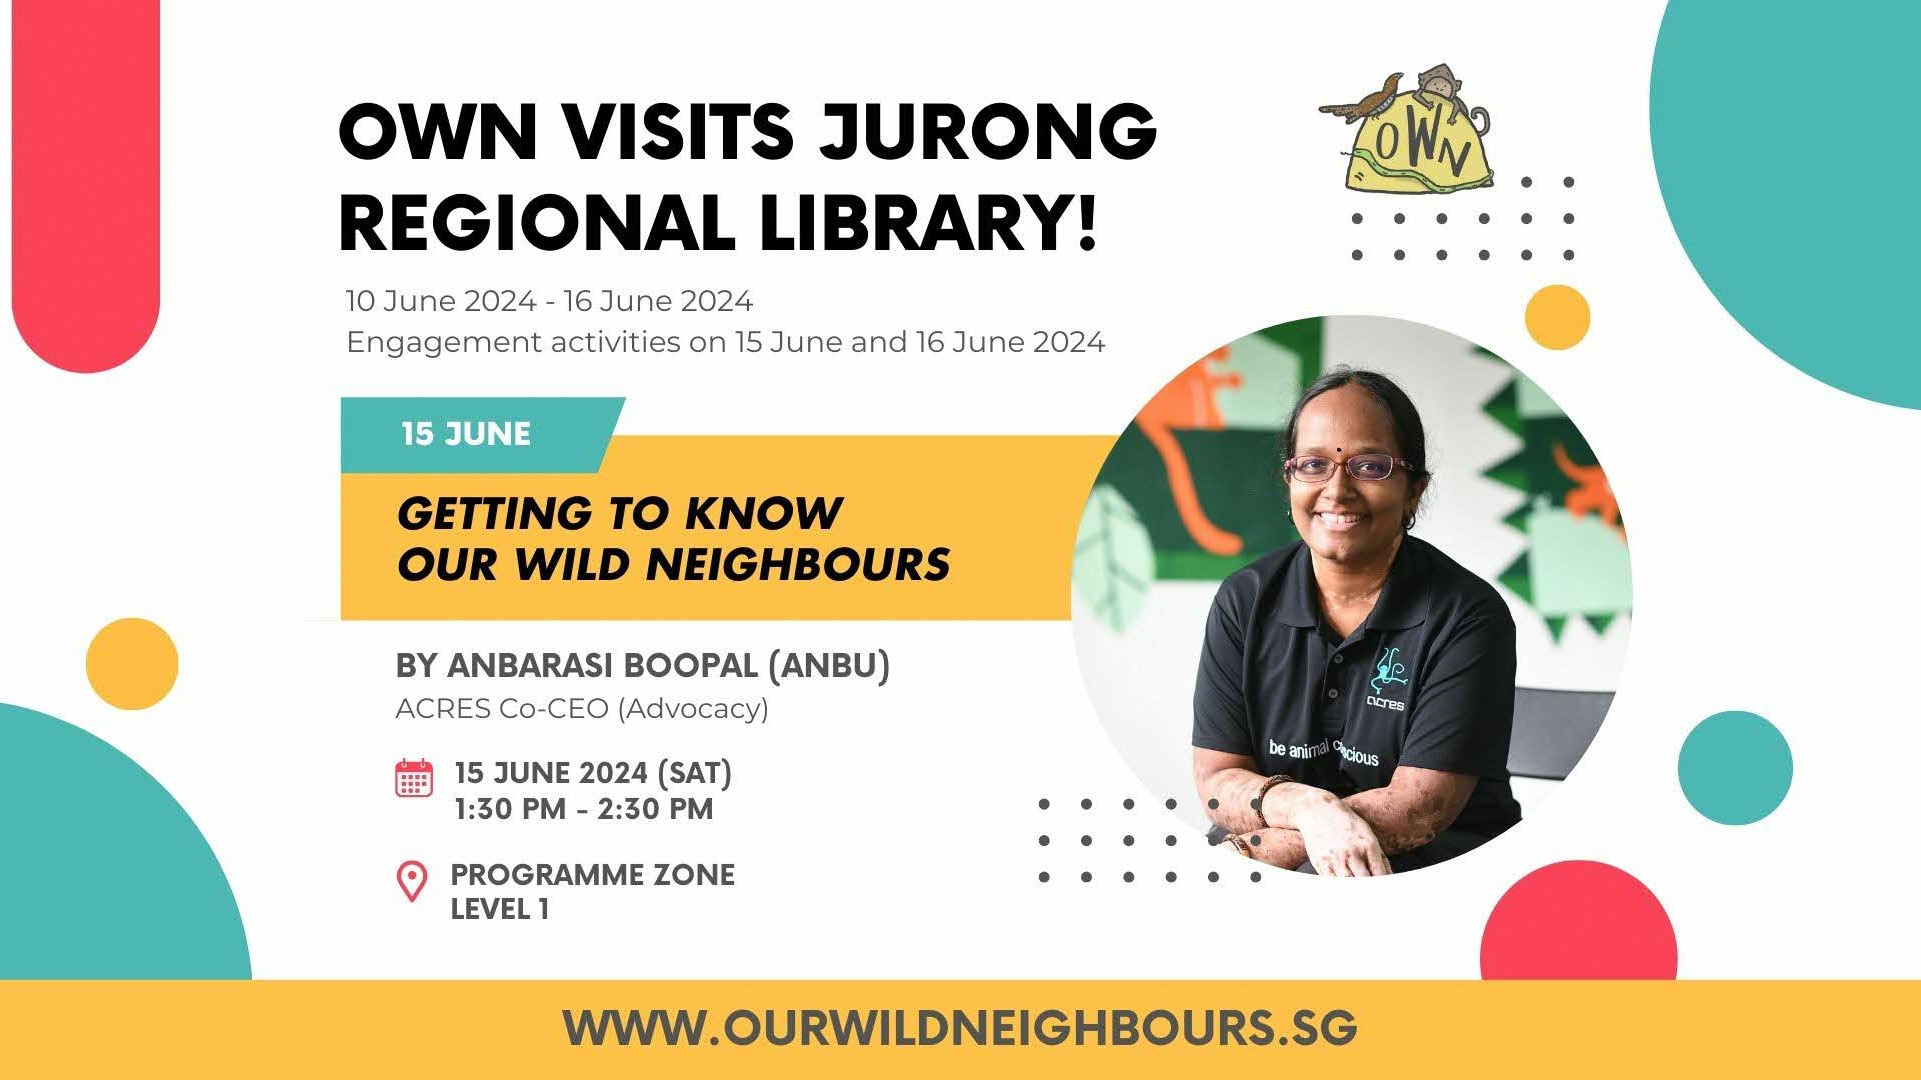 OWN VISITS JURONG
REGIONAL LIBRARY!
OWN
10 June 2024 - 16 June 2024
Engagement activities on 15 June and 16 June 2024
15 JUNE
GETTING TO KNOW
OUR WILD NEIGHBOURS
BY ANBARASI BOOPAL (ANBU)
ACRES Co-CEO (Advocacy)
15 JUNE 2024 (SAT)
1:30 PM - 2:30 PM
PROGRAMME ZONE
LEVEL 1
acres
be animal conscious
WWW.OURWILDNEIGHBOURS.SG